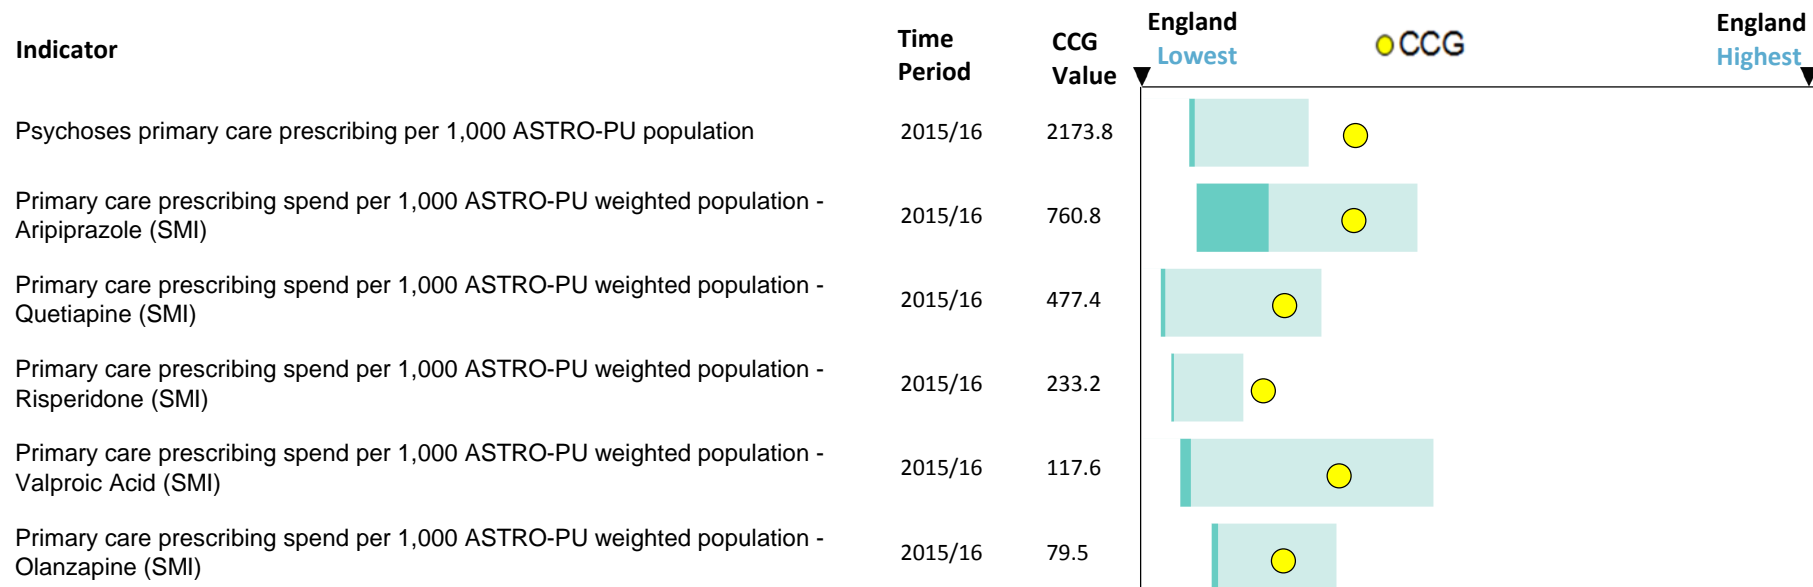 Indicator
Time
Period
CCG
Value
England
Lowest
CCG
England
Highest
Psychoses primary care prescribing per 1,000 ASTRO-PU population
2015/16
2173.8
Primary care prescribing spend per 1,000 ASTRO-PU weighted population -
Aripiprazole (SMI)
2015/16
760.8
Primary care prescribing spend per 1,000 ASTRO-PU weighted population -
Quetiapine (SMI)
2015/16
477.4
Primary care prescribing spend per 1,000 ASTRO-PU weighted population -
Risperidone (SMI)
2015/16
233.2
Primary care prescribing spend per 1,000 ASTRO-PU weighted population -
Valproic Acid (SMI)
2015/16
117.6
Primary care prescribing spend per 1,000 ASTRO-PU weighted population -
Olanzapine (SMI)
2015/16
79.5